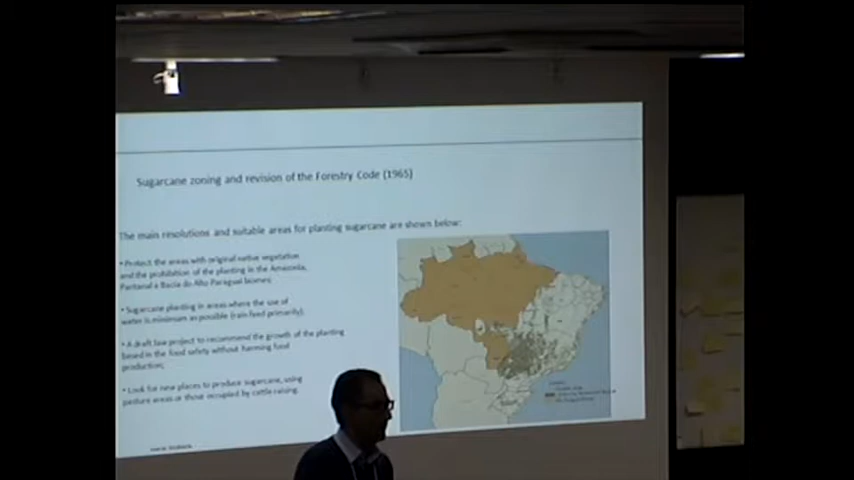 Sugarcane zoning and revision of the Forestry Code (1965)
The main resolutions and suitable areas for planting sugarcane are shown below:
• Protect the areas with original native vegetation
and the prohibition of the planting in the Amazonia,
Pantanal a Bacia do Alto Paraguai biomes;
• Sugarcane planting in areas where the use of
water is minimum as possible (rain feed primarily).
• A draft law project to recommend the growth of the planting
based in the food safety without harming food
production;
• Look for new places to produce sugarcane, using
pasture areas or those occupied by cattle raising.